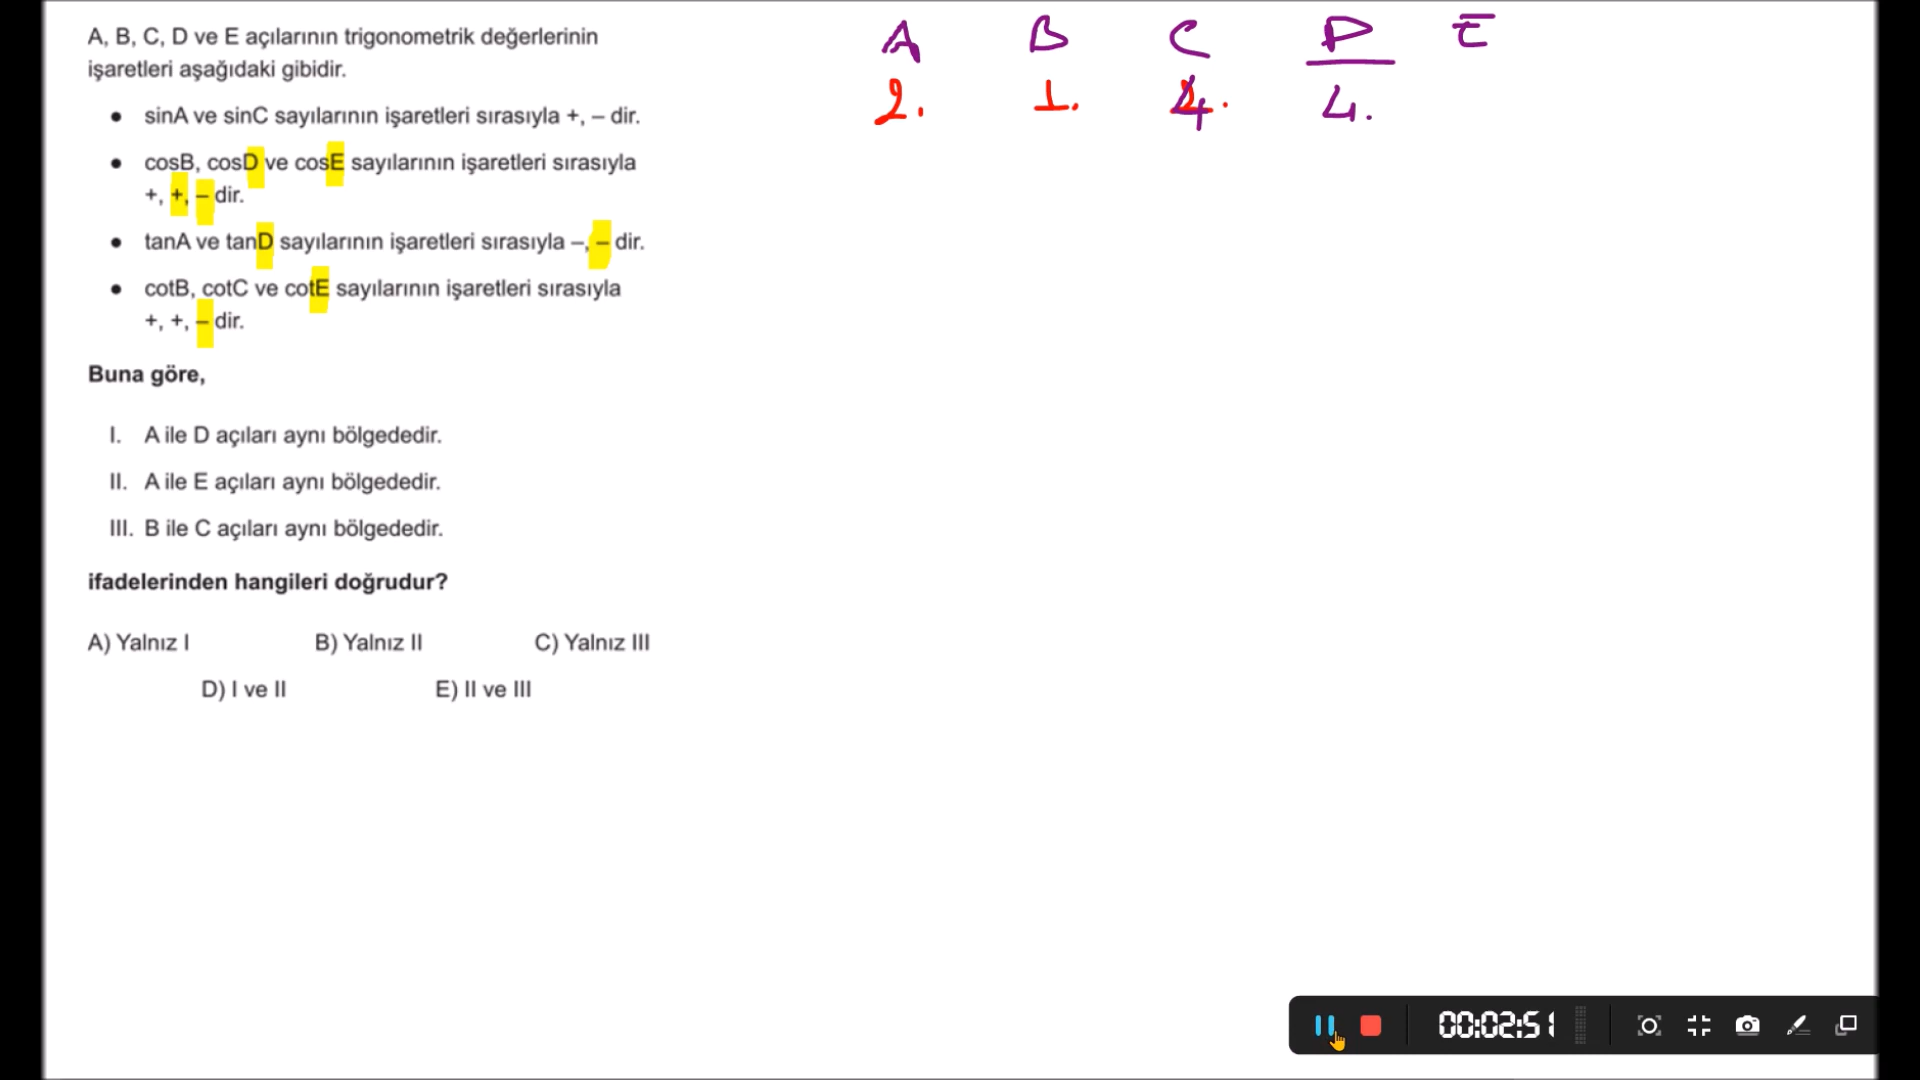 A, B, C, D ve E açılarının trigonometrik değerlerinin
işaretleri aşağıdaki gibidir.
• sinA ve sinC sayılarının işaretleri sırasıyla +, – dir.
• cosB, cosD ve cosE sayılarının işaretleri sırasıyla
+, +, – dir.
• tanA ve tanD sayılarının işaretleri sırasıyla –, – dir.
• cotB, cotC ve cotE sayılarının işaretleri sırasıyla
+, +, – dir.
Buna göre,
I. A ile D açıları aynı bölgededir.
II. A ile E açıları aynı bölgededir.
III. B ile C açıları aynı bölgededir.
ifadelerinden hangileri doğrudur?
A) Yalnız I B) Yalnız II C) Yalnız III
D) I ve II E) II ve III
A B C D E
2. 1. 4. 4.
00:02:51